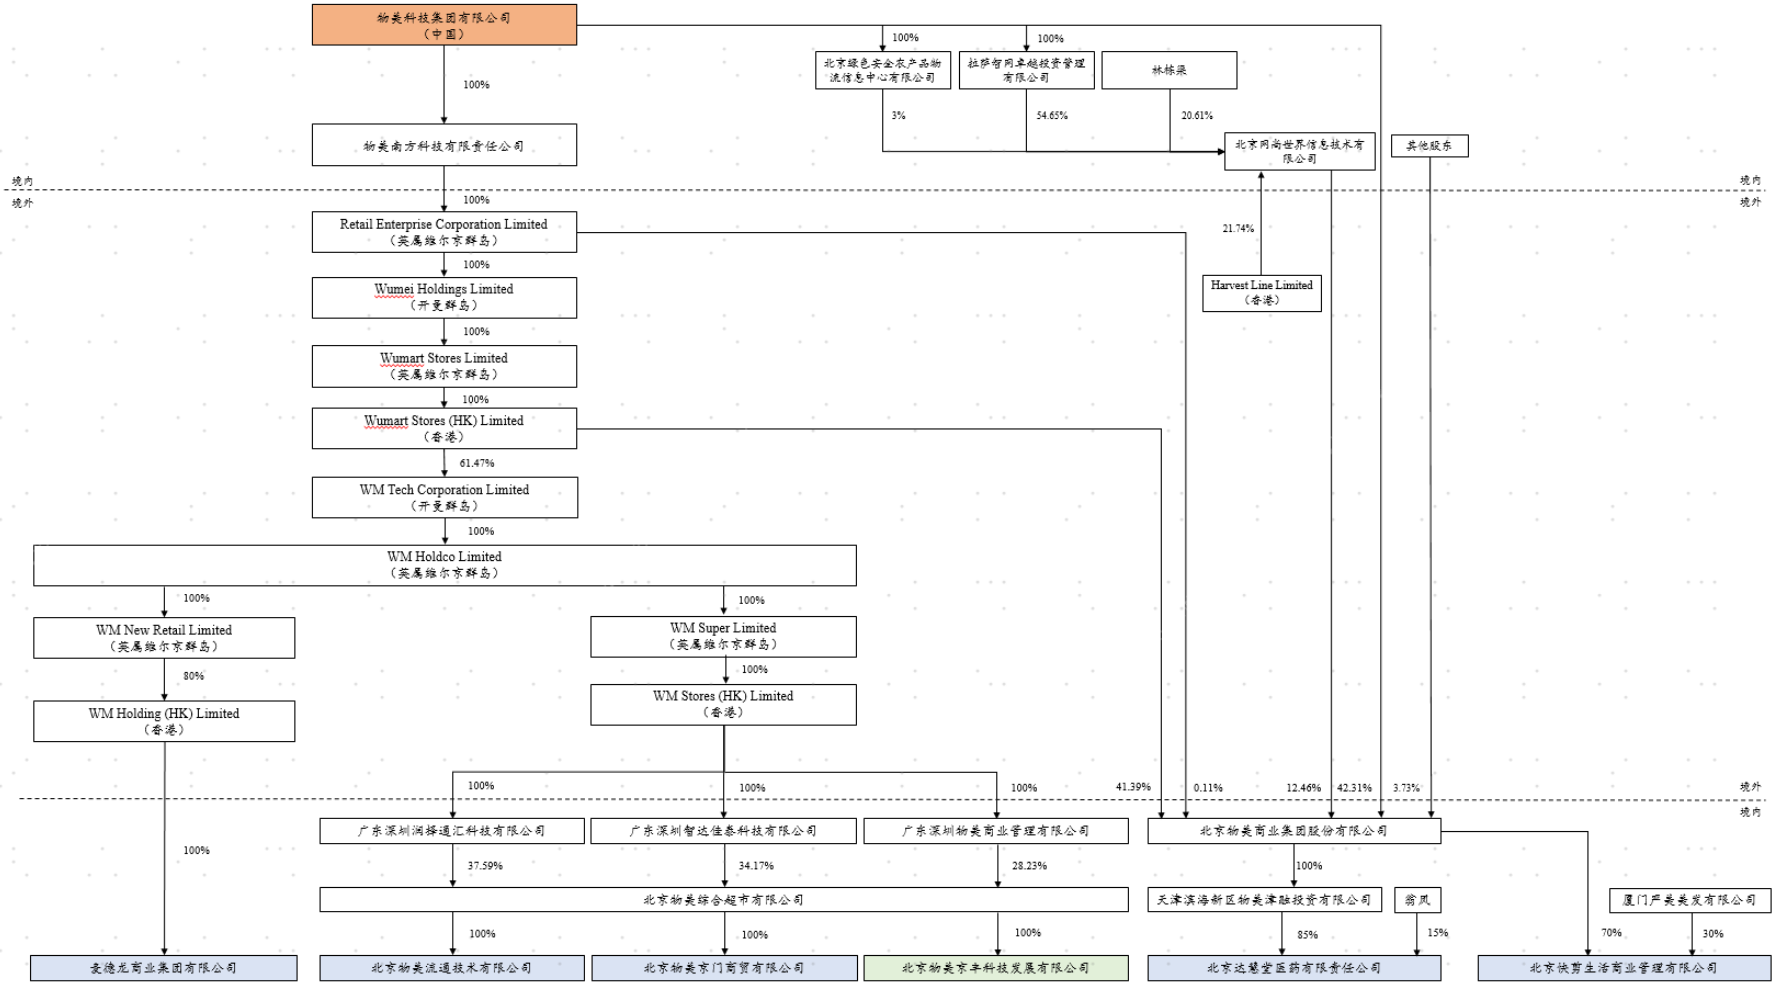 物美科技集团有限公司
（中国）
100%
100%
100%
北京绿色安全农产品物
流信息中心有限公司
拉萨智网卓越投资管理
有限公司
林栋梁
3%
54.65%
20.61%
物美南方科技有限责任公司
北京网尚世界信息技术有
限公司
其他股东
境内
境内
境外
境外
100%
Retail Enterprise Corporation Limited
（英属维尔京群岛）
21.74%
100%
Wumei Holdings Limited
（开曼群岛）
Harvest Line Limited
（香港）
100%
Wumart Stores Limited
（英属维尔京群岛）
100%
Wumart Stores (HK) Limited
（香港）
61.47%
WM Tech Corporation Limited
（开曼群岛）
100%
WM Holdco Limited
（英属维尔京群岛）
100%
100%
WM New Retail Limited
（英属维尔京群岛）
WM Super Limited
（英属维尔京群岛）
80%
100%
WM Holding (HK) Limited
（香港）
WM Stores (HK) Limited
（香港）
100%
100%
100%
41.39%
0.11%
12.46%
42.31%
3.73%
境外
境内
广东深圳润择通汇科技有限公司
广东深圳智达佳泰科技有限公司
广东深圳物美商业管理有限公司
北京物美商业集团股份有限公司
100%
37.59%
34.17%
28.23%
100%
北京物美综合超市有限公司
天津滨海新区物美津融投资有限公司
翁凤
厦门严美美发有限公司
100%
100%
100%
85%
15%
70%
30%
麦德龙商业集团有限公司
北京物美流通技术有限公司
北京物美京门商贸有限公司
北京物美京丰科技发展有限公司
北京达慧堂医药有限责任公司
北京快剪生活商业管理有限公司